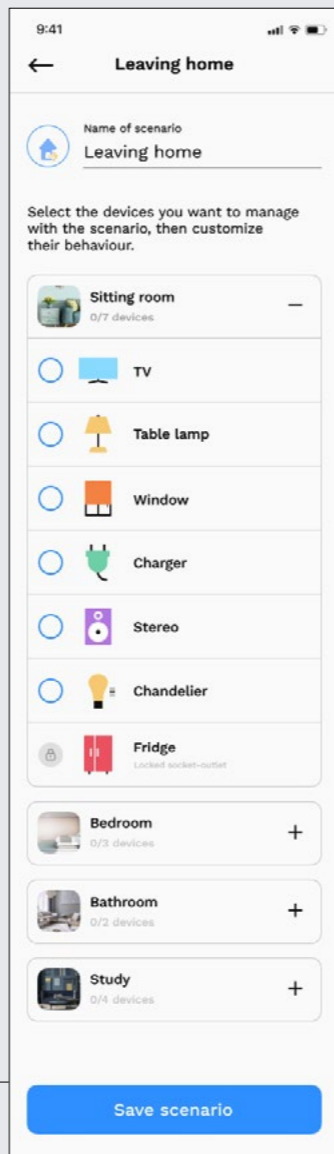 9:41
Leaving home
Name of scenario
Leaving home
Select the devices you want to manage
with the scenario, then customize
their behaviour.
Sitting room
0/7 devices
TV
Table lamp
Window
Charger
Stereo
Chandelier
Fridge
Locked socket-outlet
Bedroom
0/3 devices
Bathroom
0/2 devices
Study
0/4 devices
Save scenario